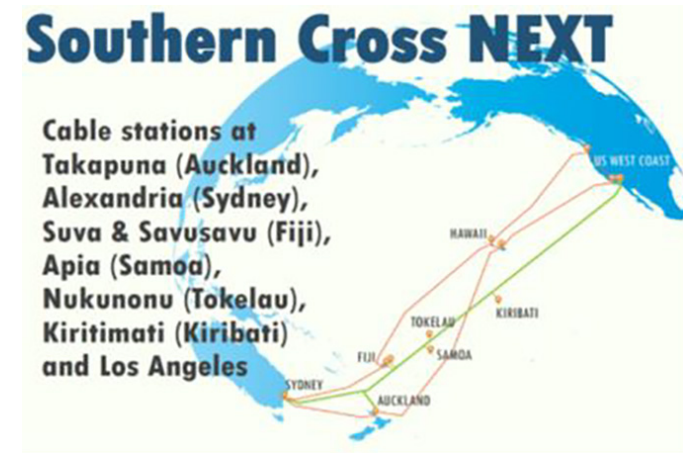 Southern Cross NEXT
Cable stations at
Takapuna (Auckland),
Alexandria (Sydney),
Suva & Savusavu (Fiji),
Apia (Samoa),
Nukunonu (Tokelau),
Kiritimati (Kiribati)
and Los Angeles
US WEST COAST
HAWAII
KIRIBATI
TOKELAU
SAMOA
FIJI
SYDNEY
AUCKLAND